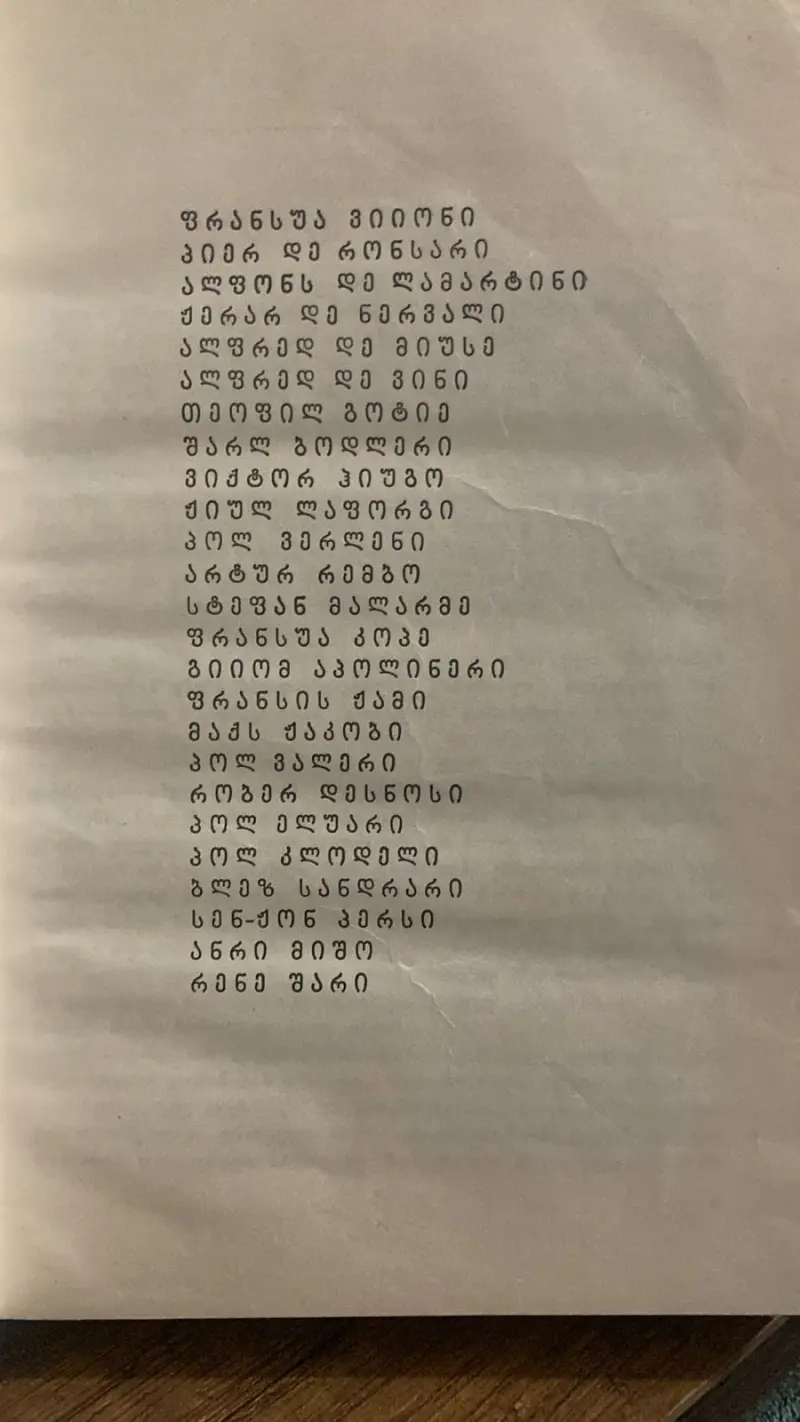 ფრანსუა ვიიონი
პიერ დე რონსარი
ალფონს დე ლამარტინი
ჟერარ დე ნერვალი
ალფრედ დე მიუსე
ალფრედ დე ვინი
თეოფილ გოტიე
შარლ ბოდლერი
ვიქტორ ჰიუგო
ჟიულ ლაფორგი
პოლ ვერლენი
არტურ რემბო
სტეფან მალარმე
ფრანსუა კოპე
გიიომ აპოლინერი
ფრანსის ჟამი
მაქს ჟაკობი
პოლ ვალერი
რობერ დესნოსი
პოლ ელუარი
პოლ კლოდელი
ბლეზ სანდრარი
სენ-ჟონ პერსი
ანრი მიშო
რენე შარი